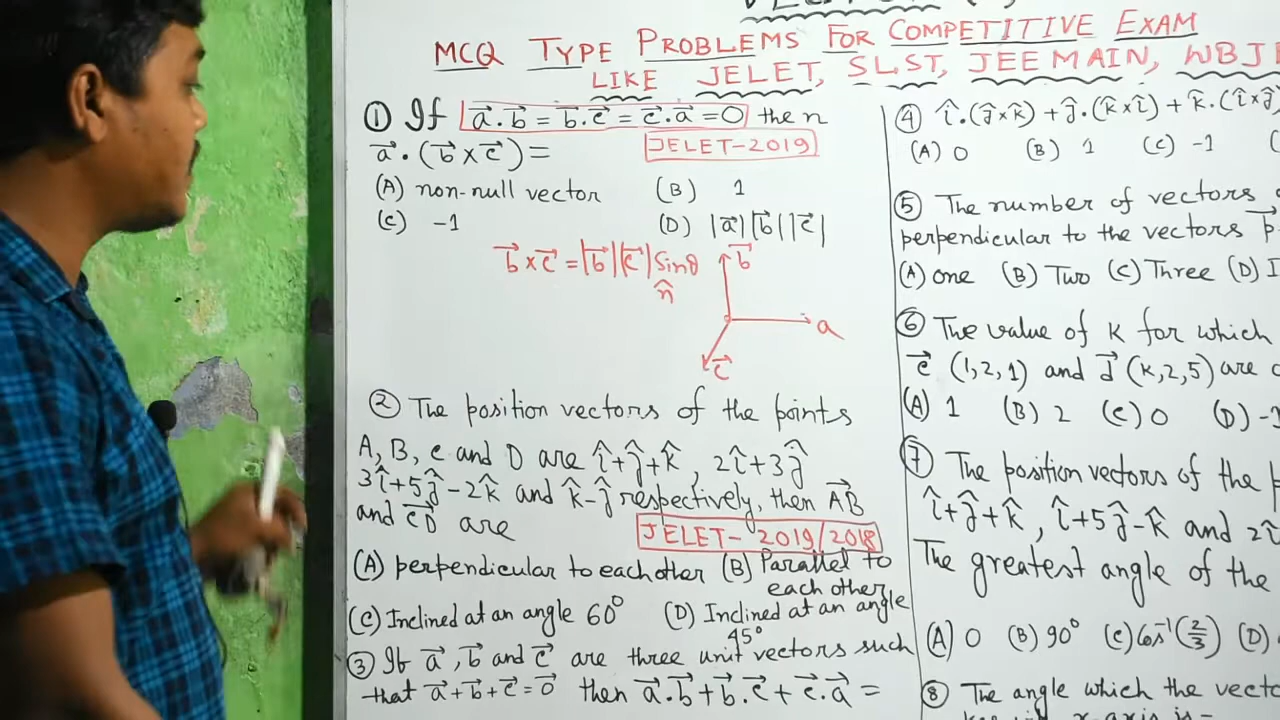 MCQ TYPE PROBLEMS FOR COMPETITIVE EXAM
LIKE JELET, SLST, JEE MAIN,
① If a⃗.b⃗ = b⃗.c⃗ = c⃗.a⃗ = 0 then
a⃗.(b⃗×c⃗)=
JELET-2019
(A) non-null vector (B) 1
(C) -1 (D) |a⃗||b⃗||c⃗|
b⃗×c⃗ = |b⃗||c⃗| Sinθ
n̂
b⃗
a
c⃗
② The position vectors of the points
A, B, C and D are î+ĵ+k̂, 2î+3ĵ
3î+5ĵ-2k̂ and k̂-ĵ respectively, then AB⃗
and CD⃗ are
JELET-2019/2018
(A) perpendicular to each other (B) Parallel to
each other
(C) Inclined at an angle 60° (D) Inclined at an angle
45°
③ If a⃗, b⃗ and c⃗ are three unit vectors such
that a⃗+b⃗+c⃗=0⃗ then a⃗.b⃗+b⃗.c⃗+c⃗.a⃗ =
④ î.(ĵ×k̂)+ĵ.(k̂×î)+k̂.(î×ĵ)
(A) 0 (B) 1 (C) -1
⑤ The number of vectors
perpendicular to the vectors
(A) one (B) Two (C) Three (D)
⑥ The value of K for which
c⃗ (1,2,1) and d⃗ (K,2,5) are
(A) 1 (B) 2 (C) 0 (D)
⑦ The position vectors of the
î+ĵ+k̂, î+5ĵ-k̂ and
The greatest angle of the
(A) 0 (B) 90° (C) cos⁻¹(2/3) (D)
⑧ The angle which the
x-axis is-